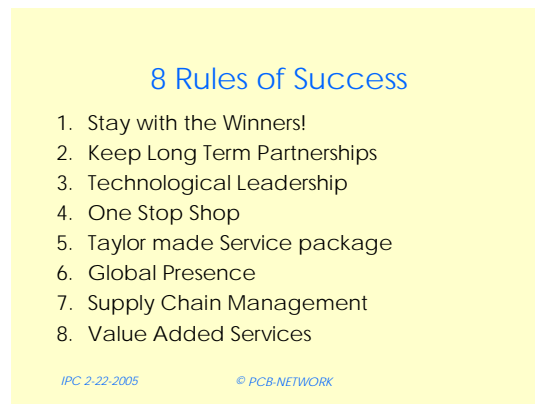 8 Rules of Success
1. Stay with the Winners!
2. Keep Long Term Partnerships
3. Technological Leadership
4. One Stop Shop
5. Taylor made Service package
6. Global Presence
7. Supply Chain Management
8. Value Added Services
IPC 2-22-2005 © PCB-NETWORK